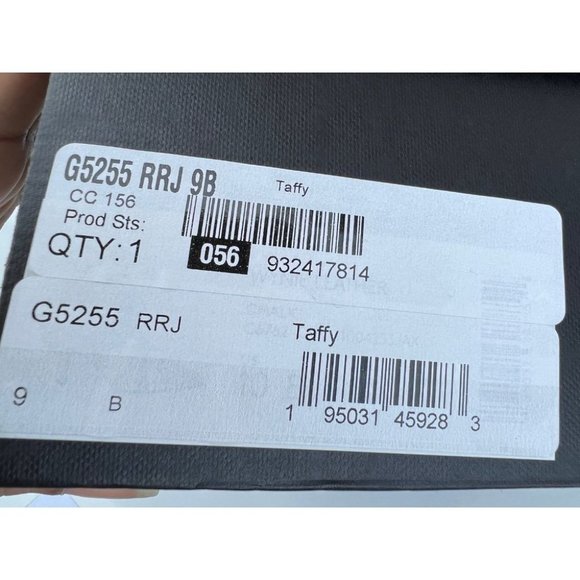 G5255 RRJ 9B Taffy
CC 156
Prod Sts:
QTY:1 056 932417814
G5255 RRJ Taffy
9 B 1 95031 45928 3